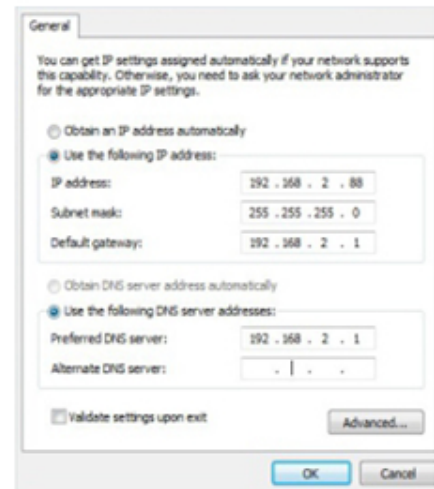 General
You can get IP settings assigned automatically if your network supports
this capability. Otherwise, you need to ask your network administrator
for the appropriate IP settings.
Obtain an IP address automatically
Use the following IP address:
IP address: 192 . 168 . 2 . 88
Subnet mask: 255 . 255 . 255 . 0
Default gateway: 192 . 168 . 2 . 1
Obtain DNS server address automatically
Use the following DNS server addresses:
Preferred DNS server: 192 . 168 . 2 . 1
Alternate DNS server: . . .
Validate settings upon exit
Advanced...
OK Cancel